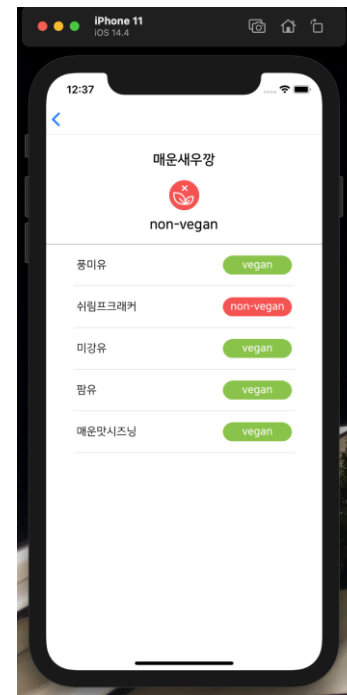 iPhone 11
iOS 14.4
12:37
매운새우깡
non-vegan
풍미유 vegan
쉬림프크래커 non-vegan
미강유 vegan
팜유 vegan
매운맛시즈닝 vegan